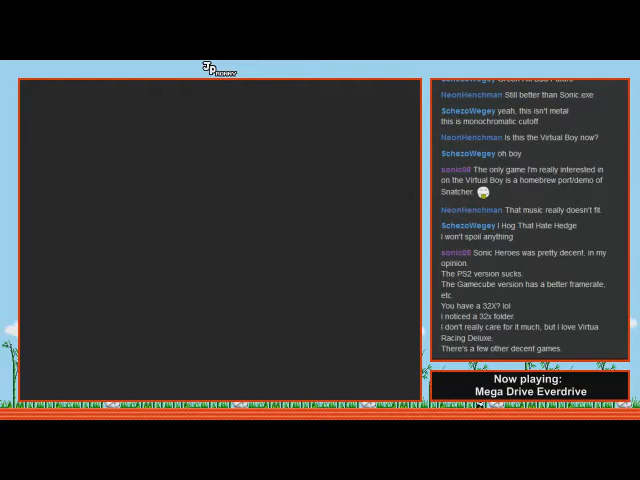 JP
RONNY
NeonHenchman Still better than Sonic.exe
SchezoWegey yeah, this isn't metal
this is monochromatic cutoff
NeonHenchman Is this the Virtual Boy now?
SchezoWegey oh boy
sonic88 The only game I'm really interested in
on the Virtual Boy is a homebrew port/demo of
Snatcher.
NeonHenchman That music really doesn't fit.
SchezoWegey I Hog That Hate Hedge
I won't spoil anything
sonic88 Sonic Heroes was pretty decent, in my
opinion.
The PS2 version sucks.
The Gamecube version has a better framerate,
etc.
You have a 32X? lol
I noticed a 32x folder.
I don't really care for it much, but I love Virtua
Racing Deluxe.
There's a few other decent games.
Now playing:
Mega Drive Everdrive